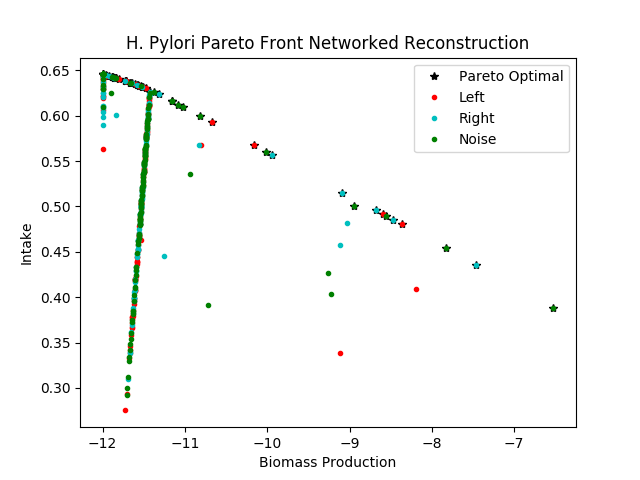 H. Pylori Pareto Front Networked Reconstruction
Pareto Optimal
Left
Right
Noise
0.65
0.60
0.55
0.50
0.45
0.40
0.35
0.30
Intake
−12
−11
−10
−9
−8
−7
Biomass Production